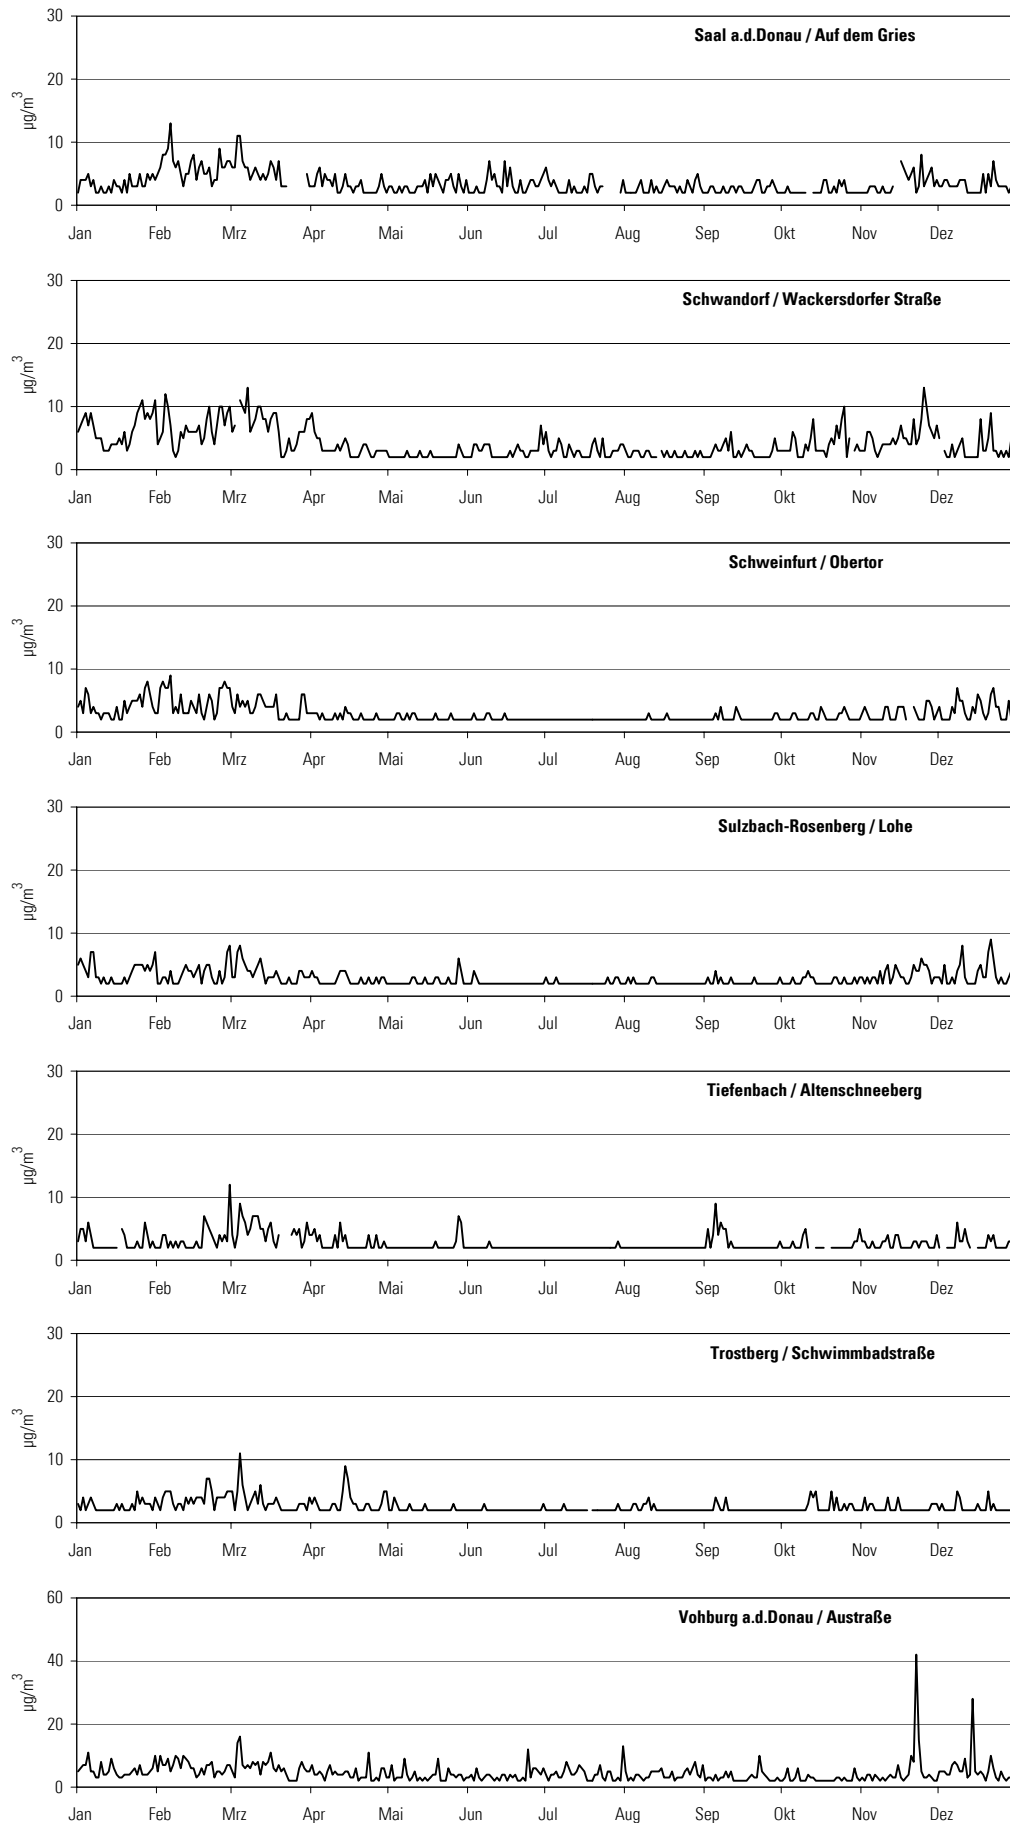 30
Saal a.d.Donau / Auf dem Gries
20
µg/m³
10
0
Jan Feb Mrz Apr Mai Jun Jul Aug Sep Okt Nov Dez
30
Schwandorf / Wackersdorfer Straße
20
µg/m³
10
0
Jan Feb Mrz Apr Mai Jun Jul Aug Sep Okt Nov Dez
30
Schweinfurt / Obertor
20
µg/m³
10
0
Jan Feb Mrz Apr Mai Jun Jul Aug Sep Okt Nov Dez
30
Sulzbach-Rosenberg / Lohe
20
µg/m³
10
0
Jan Feb Mrz Apr Mai Jun Jul Aug Sep Okt Nov Dez
30
Tiefenbach / Altenschneeberg
20
µg/m³
10
0
Jan Feb Mrz Apr Mai Jun Jul Aug Sep Okt Nov Dez
30
Trostberg / Schwimmbadstraße
20
µg/m³
10
0
Jan Feb Mrz Apr Mai Jun Jul Aug Sep Okt Nov Dez
60
Vohburg a.d.Donau / Austraße
40
µg/m³
20
0
Jan Feb Mrz Apr Mai Jun Jul Aug Sep Okt Nov Dez